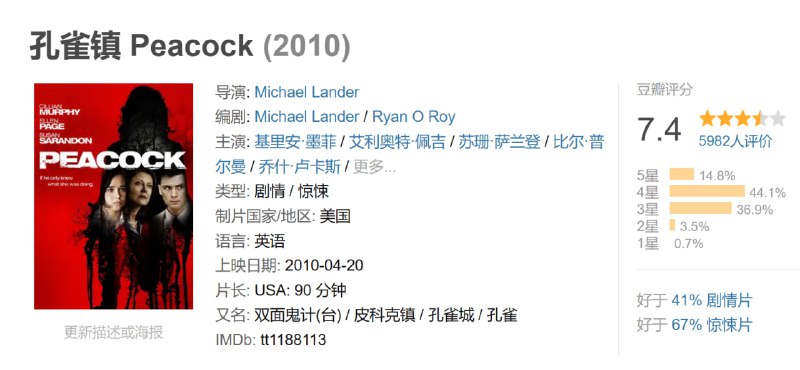 孔雀镇 Peacock (2010)
CILLIAN
MURPHY
ELLEN
PAGE
SUSAN
SARANDON
PEACOCK
If he only knew
what she was doing.
更新描述或海报
导演: Michael Lander
编剧: Michael Lander / Ryan O Roy
主演: 基里安·墨菲 / 艾利奥特·佩吉 / 苏珊·萨兰登 / 比尔·普
尔曼 / 乔什·卢卡斯 / 更多...
类型: 剧情 / 惊悚
制片国家/地区: 美国
语言: 英语
上映日期: 2010-04-20
片长: USA: 90 分钟
又名: 双面鬼计(台) / 皮科克镇 / 孔雀城 / 孔雀
IMDb: tt1188113
豆瓣评分
7.4
5982人评价
5星 14.8%
4星 44.1%
3星 36.9%
2星 3.5%
1星 0.7%
好于 41% 剧情片
好于 67% 惊悚片